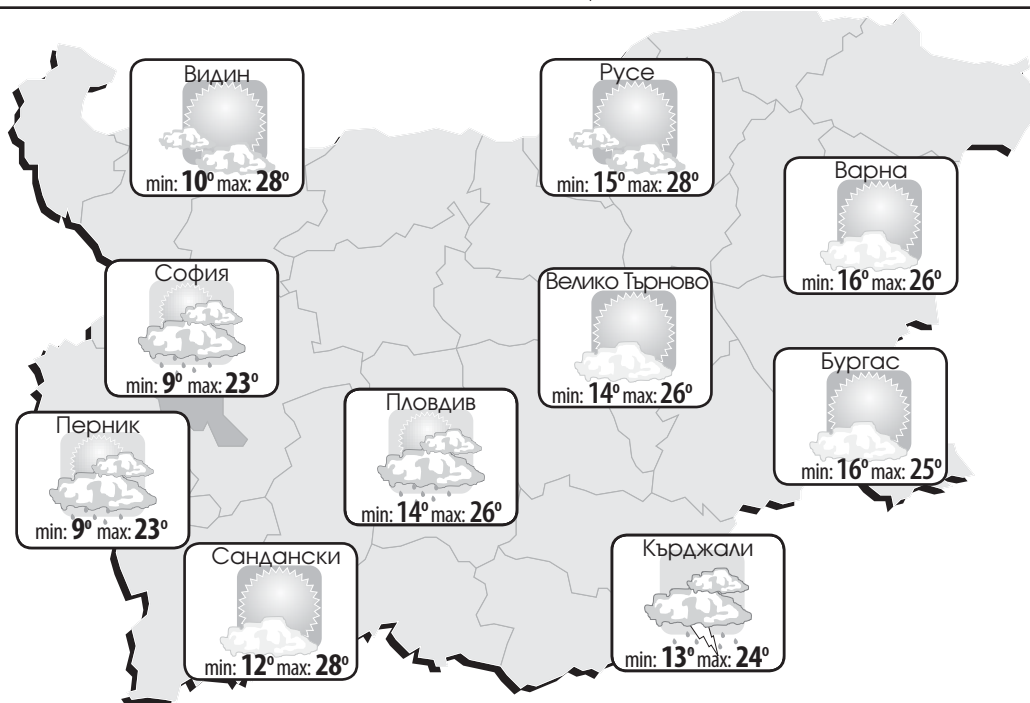 Видин
min: 10° max: 28°
Русе
min: 15° max: 28°
Варна
min: 16° max: 26°
София
min: 9° max: 23°
Велико Търново
min: 14° max: 26°
Бургас
min: 16° max: 25°
Пловдив
min: 14° max: 26°
Перник
min: 9° max: 23°
Сандански
min: 12° max: 28°
Кърджали
min: 13° max: 24°